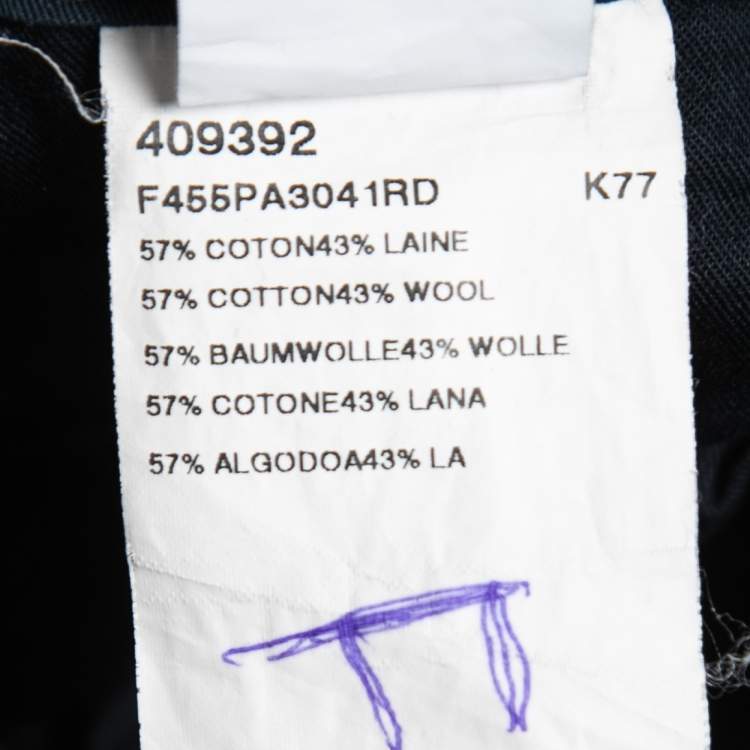 409392
F455PA3041RD K77
57% COTON43% LAINE
57% COTTON43% WOOL
57% BAUMWOLLE43% WOLLE
57% COTONE43% LANA
57% ALGODOA43% LA